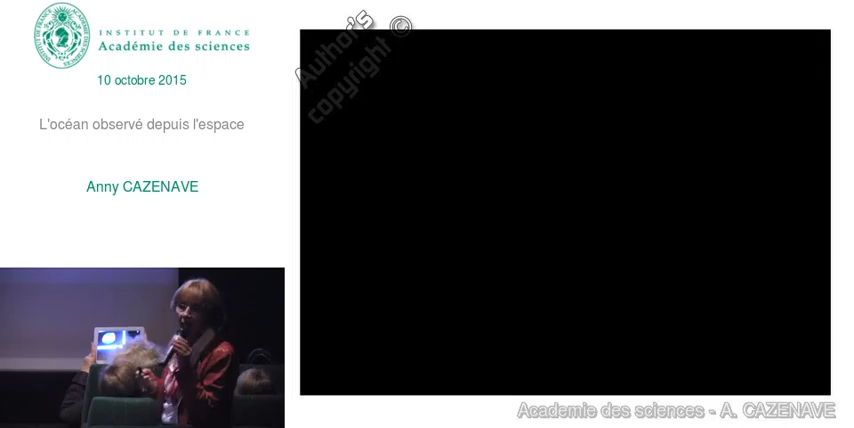 INSTITUT DE FRANCE
Académie des sciences
10 octobre 2015
L'océan observé depuis l'espace
Anny CAZENAVE
Author's
copyright ©
Academie des sciences - A. CAZENAVE